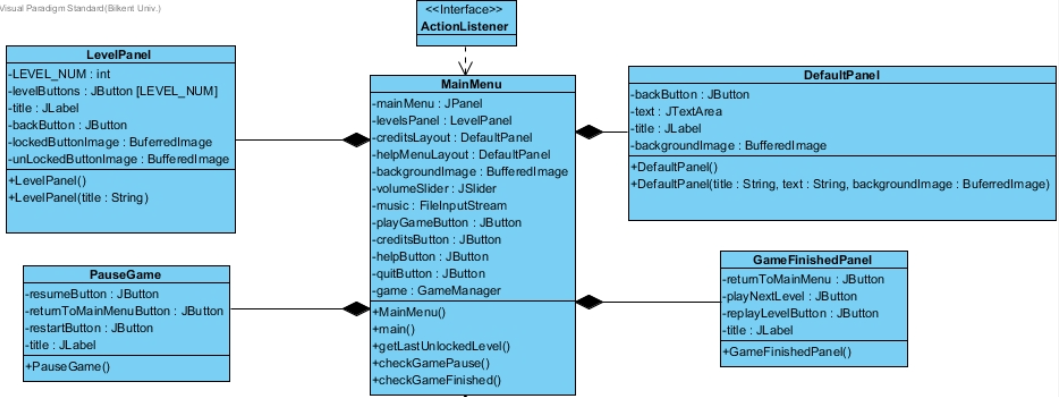 Visual Paradigm Standard(Bilkent Univ.)
<<Interface>>
ActionListener
LevelPanel
-LEVEL_NUM : int
-levelButtons : JButton [LEVEL_NUM]
-title : JLabel
-backButton : JButton
-lockedButtonImage : BuferredImage
-unLockedButtonImage : BufferedImage
+LevelPanel()
+LevelPanel(title : String)
MainMenu
-mainMenu : JPanel
-levelsPanel : LevelPanel
-creditsLayout : DefaultPanel
-helpMenuLayout : DefaultPanel
-backgroundImage : BufferedImage
-volumeSlider : JSlider
-music : FileInputStream
-playGameButton : JButton
-creditsButton : JButton
-helpButton : JButton
-quitButton : JButton
-game : GameManager
+MainMenu()
+main()
+getLastUnlockedLevel()
+checkGamePause()
+checkGameFinished()
DefaultPanel
-backButton : JButton
-text : JTextArea
-title : JLabel
-backgroundImage : BufferedImage
+DefaultPanel()
+DefaultPanel(title : String, text : String, backgroundImage : BuferredImage)
PauseGame
-resumeButton : JButton
-returnToMainMenuButton : JButton
-restartButton : JButton
-title : JLabel
+PauseGame()
GameFinishedPanel
-returnToMainMenu : JButton
-playNextLevel : JButton
-replayLevelButton : JButton
-title : JLabel
+GameFinishedPanel()